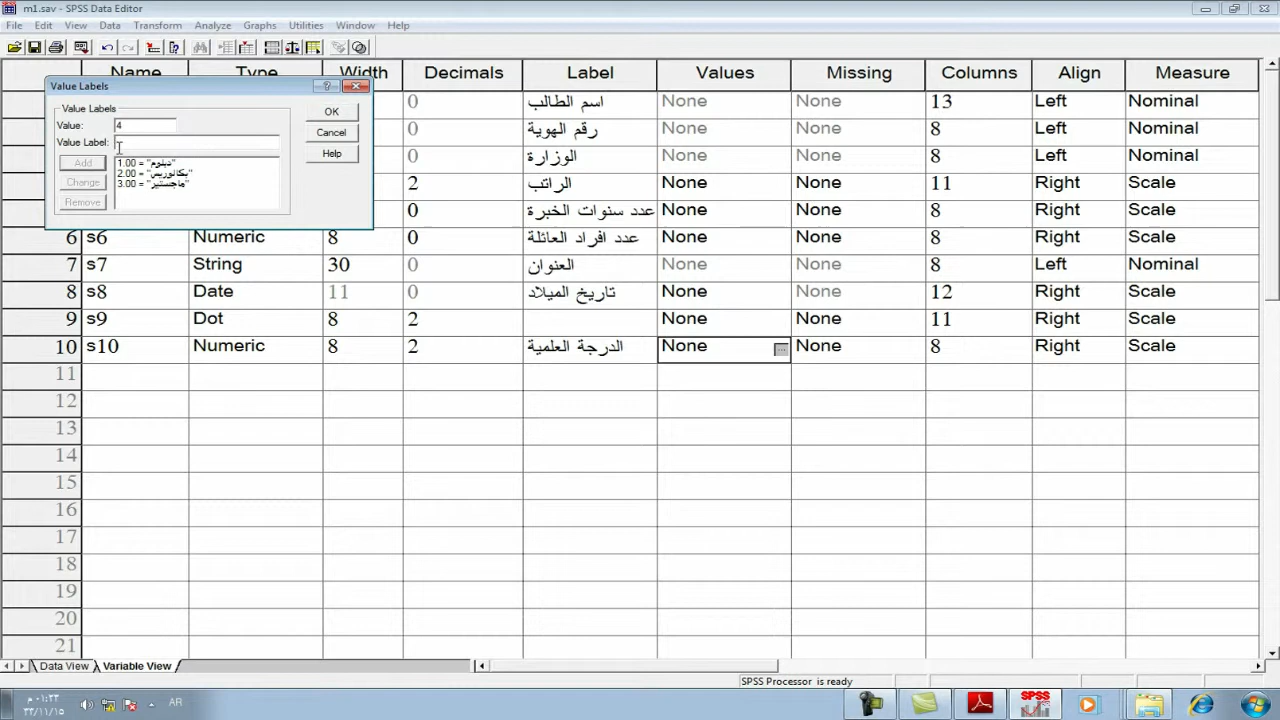 m1.sav - SPSS Data Editor
File Edit View Data Transform Analyze Graphs Utilities Window Help
Name Type Width Decimals Label Values Missing Columns Align Measure
Value Labels
Value Labels
Value: 4
Value Label:
OK
Cancel
Help
Add
Change
Remove
1.00 = "دبلوم"
2.00 = "بكالوريس"
3.00 = "ماجستير"
0 اسم الطالب None None 13 Left Nominal
0 رقم الهوية None None 8 Left Nominal
0 الوزارة None None 8 Left Nominal
2 الراتب None None 11 Right Scale
0 عدد سنوات الخبرة None None 8 Right Scale
6 s6 Numeric 8 0 عدد افراد العائلة None None 8 Right Scale
7 s7 String 30 0 العنوان None None 8 Left Nominal
8 s8 Date 11 0 تاريخ الميلاد None None 12 Right Scale
9 s9 Dot 8 2 None None 11 Right Scale
10 s10 Numeric 8 2 الدرجة العلمية None ... None 8 Right Scale
11
12
13
14
15
16
17
18
19
20
21
Data View Variable View
SPSS Processor is ready
٠١:٢٣ م
٣٤/١١/١٥
AR
SPSS